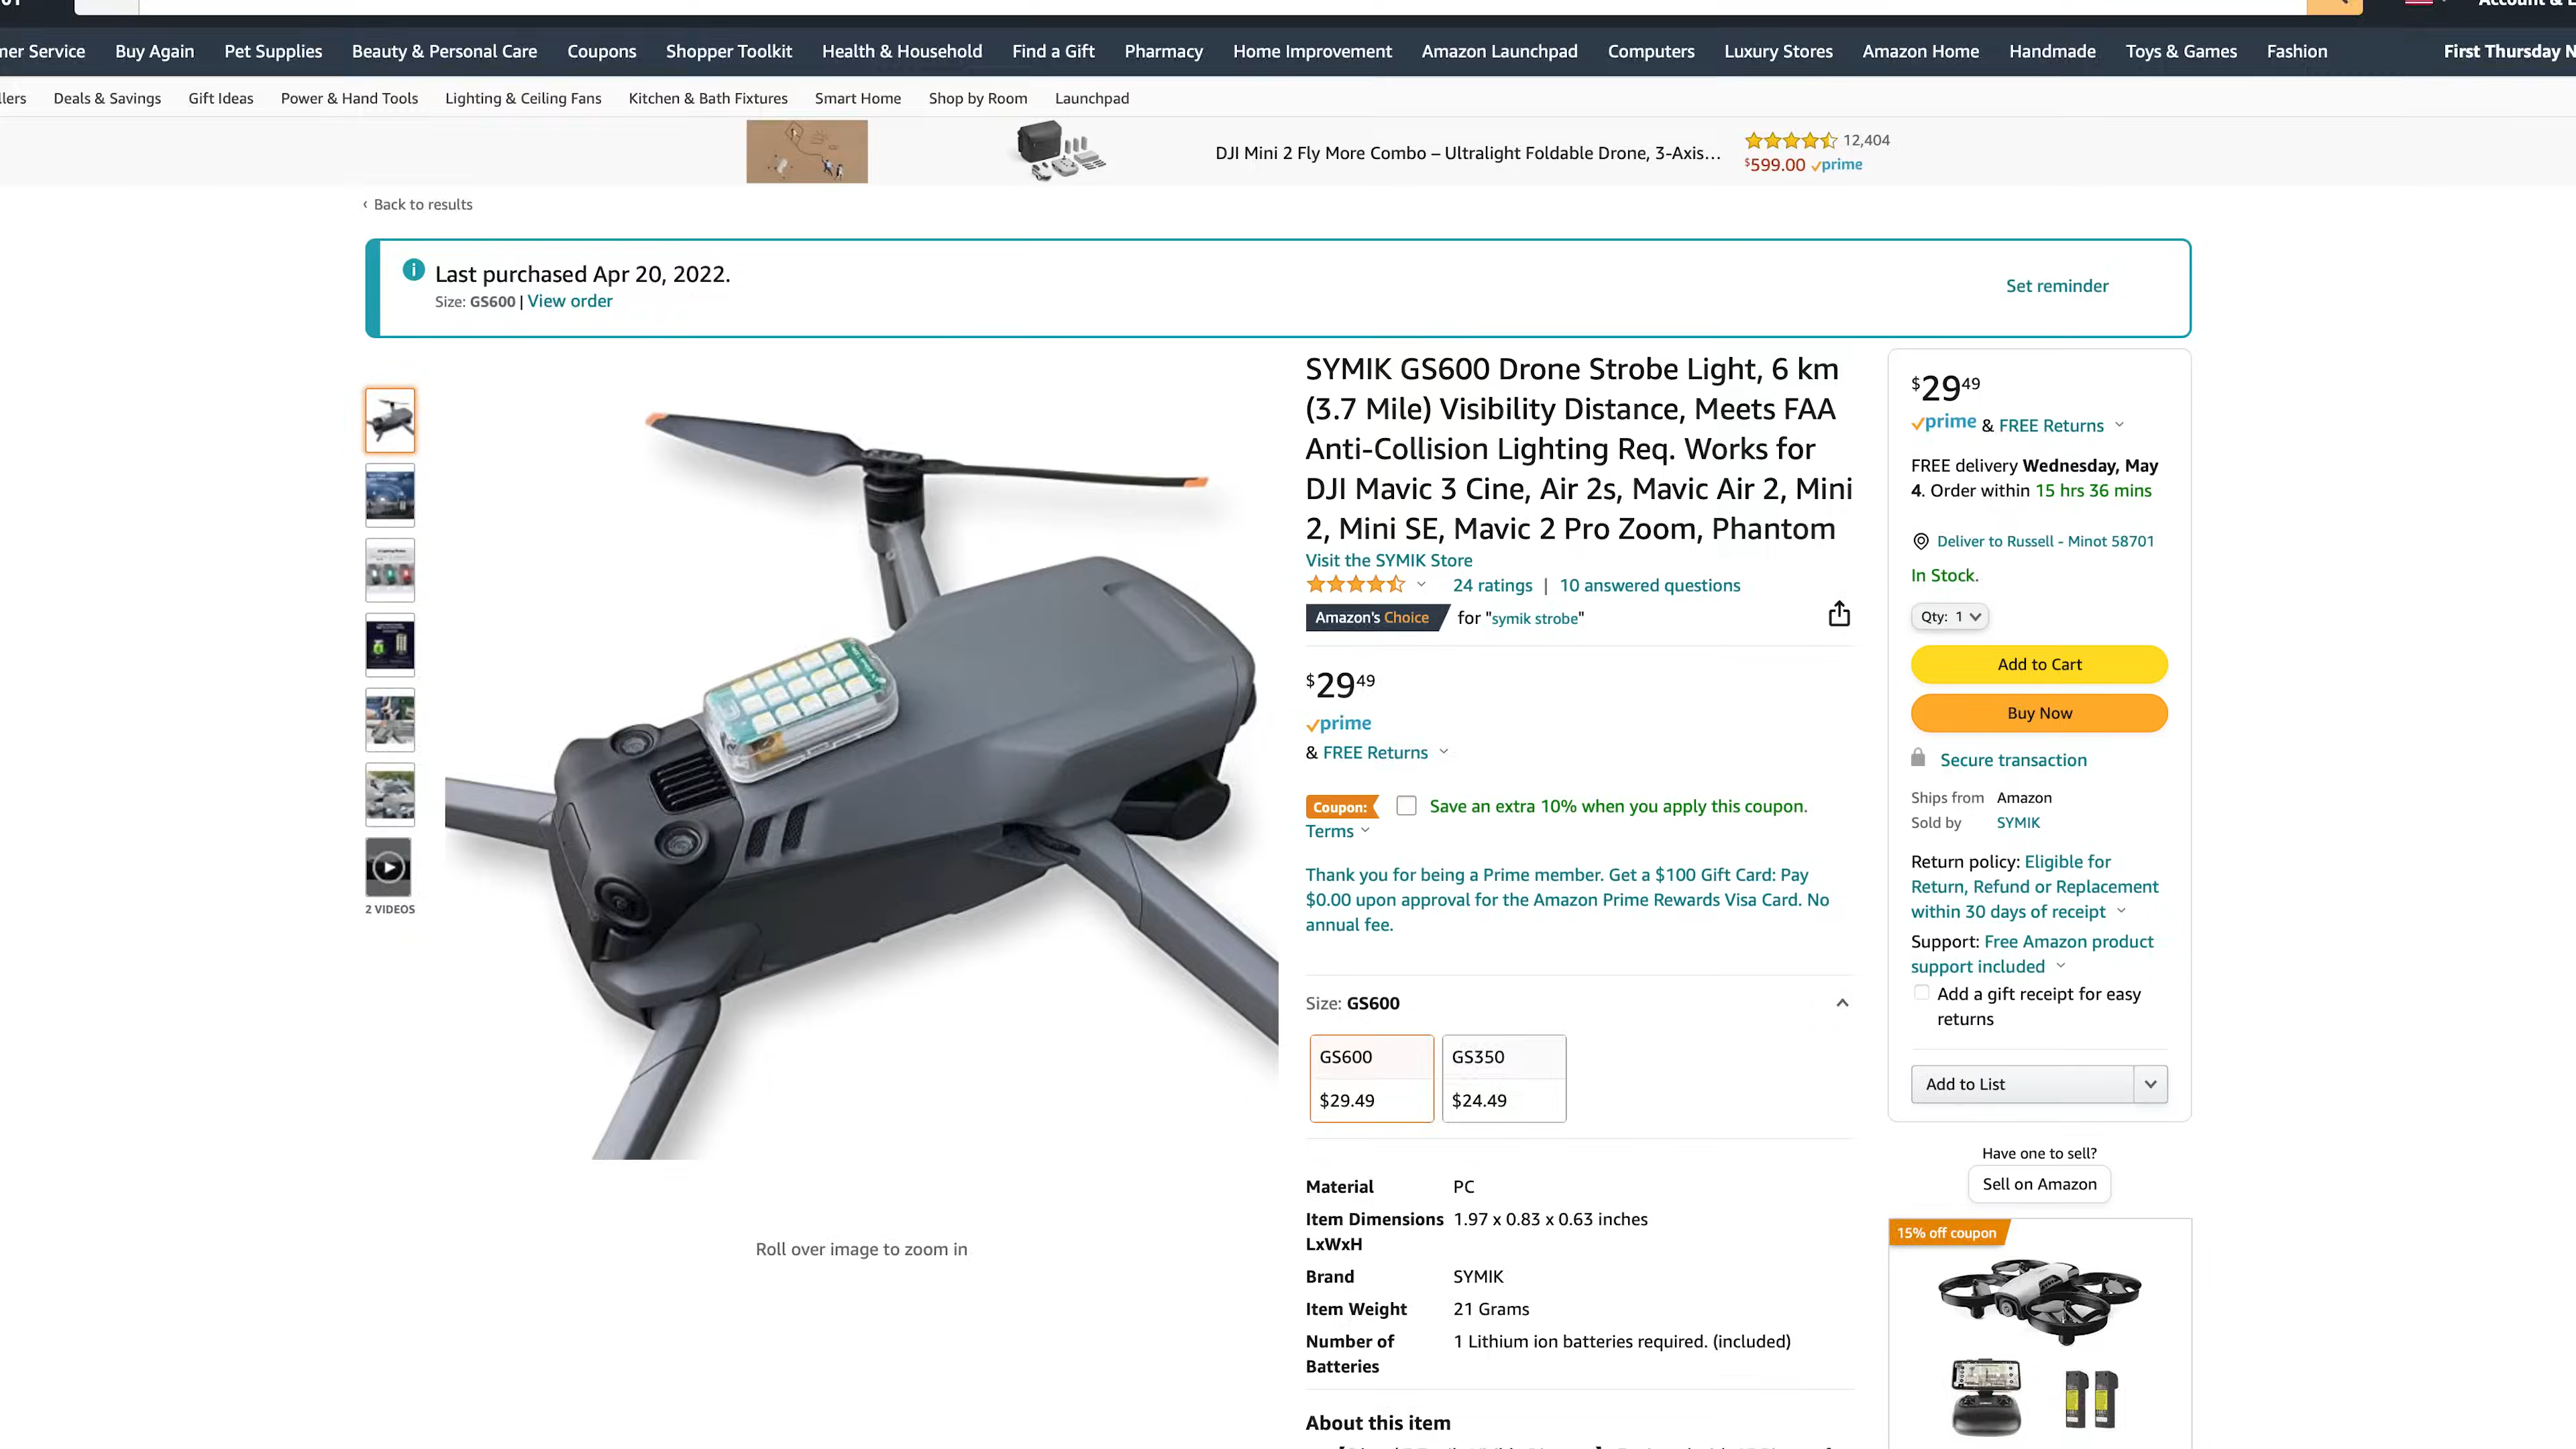 Buy Again
Pet Supplies
Beauty & Personal Care
Coupons
Shopper Toolkit
Health & Household
Find a Gift
Pharmacy
Home Improvement
Amazon Launchpad
Computers
Luxury Stores
Amazon Home
Handmade
Toys & Games
Fashion
First Thursday
Deals & Savings
Gift Ideas
Power & Hand Tools
Lighting & Ceiling Fans
Kitchen & Bath Fixtures
Smart Home
Shop by Room
Launchpad
DJI Mini 2 Fly More Combo – Ultralight Foldable Drone, 3-Axis…
12,404
$599.00 prime
‹ Back to results
Last purchased Apr 20, 2022.
Size: GS600 | View order
Set reminder
2 VIDEOS
Roll over image to zoom in
SYMIK GS600 Drone Strobe Light, 6 km
(3.7 Mile) Visibility Distance, Meets FAA
Anti-Collision Lighting Req. Works for
DJI Mavic 3 Cine, Air 2s, Mavic Air 2, Mini
2, Mini SE, Mavic 2 Pro Zoom, Phantom
Visit the SYMIK Store
24 ratings | 10 answered questions
Amazon's Choice for "symik strobe"
$29 49
prime
& FREE Returns
Coupon: Save an extra 10% when you apply this coupon.
Terms
Thank you for being a Prime member. Get a $100 Gift Card: Pay
$0.00 upon approval for the Amazon Prime Rewards Visa Card. No
annual fee.
Size: GS600
GS600
$29.49
GS350
$24.49
Material PC
Item Dimensions 1.97 x 0.83 x 0.63 inches
LxWxH
Brand SYMIK
Item Weight 21 Grams
Number of 1 Lithium ion batteries required. (included)
Batteries
About this item
$29 49
prime & FREE Returns
FREE delivery Wednesday, May
4. Order within 15 hrs 36 mins
Deliver to Russell - Minot 58701
In Stock.
Qty: 1
Add to Cart
Buy Now
Secure transaction
Ships from Amazon
Sold by SYMIK
Return policy: Eligible for
Return, Refund or Replacement
within 30 days of receipt
Support: Free Amazon product
support included
Add a gift receipt for easy
returns
Add to List
Have one to sell?
Sell on Amazon
15% off coupon